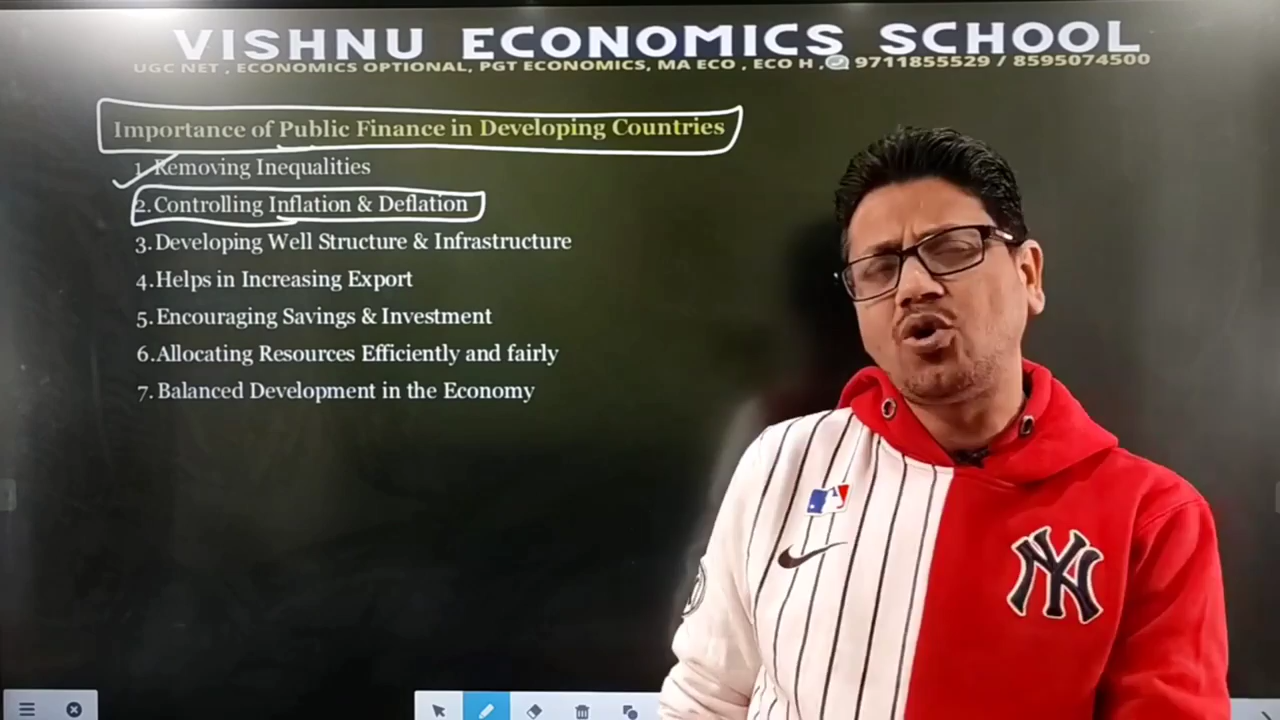 VISHNU ECONOMICS SCHOOL
UGC NET , ECONOMICS OPTIONAL, PGT ECONOMICS, MA ECO , ECO H , 9711855529 / 8595074500
Importance of Public Finance in Developing Countries
1. Removing Inequalities
2. Controlling Inflation & Deflation
3. Developing Well Structure & Infrastructure
4. Helps in Increasing Export
5. Encouraging Savings & Investment
6. Allocating Resources Efficiently and fairly
7. Balanced Development in the Economy
NY